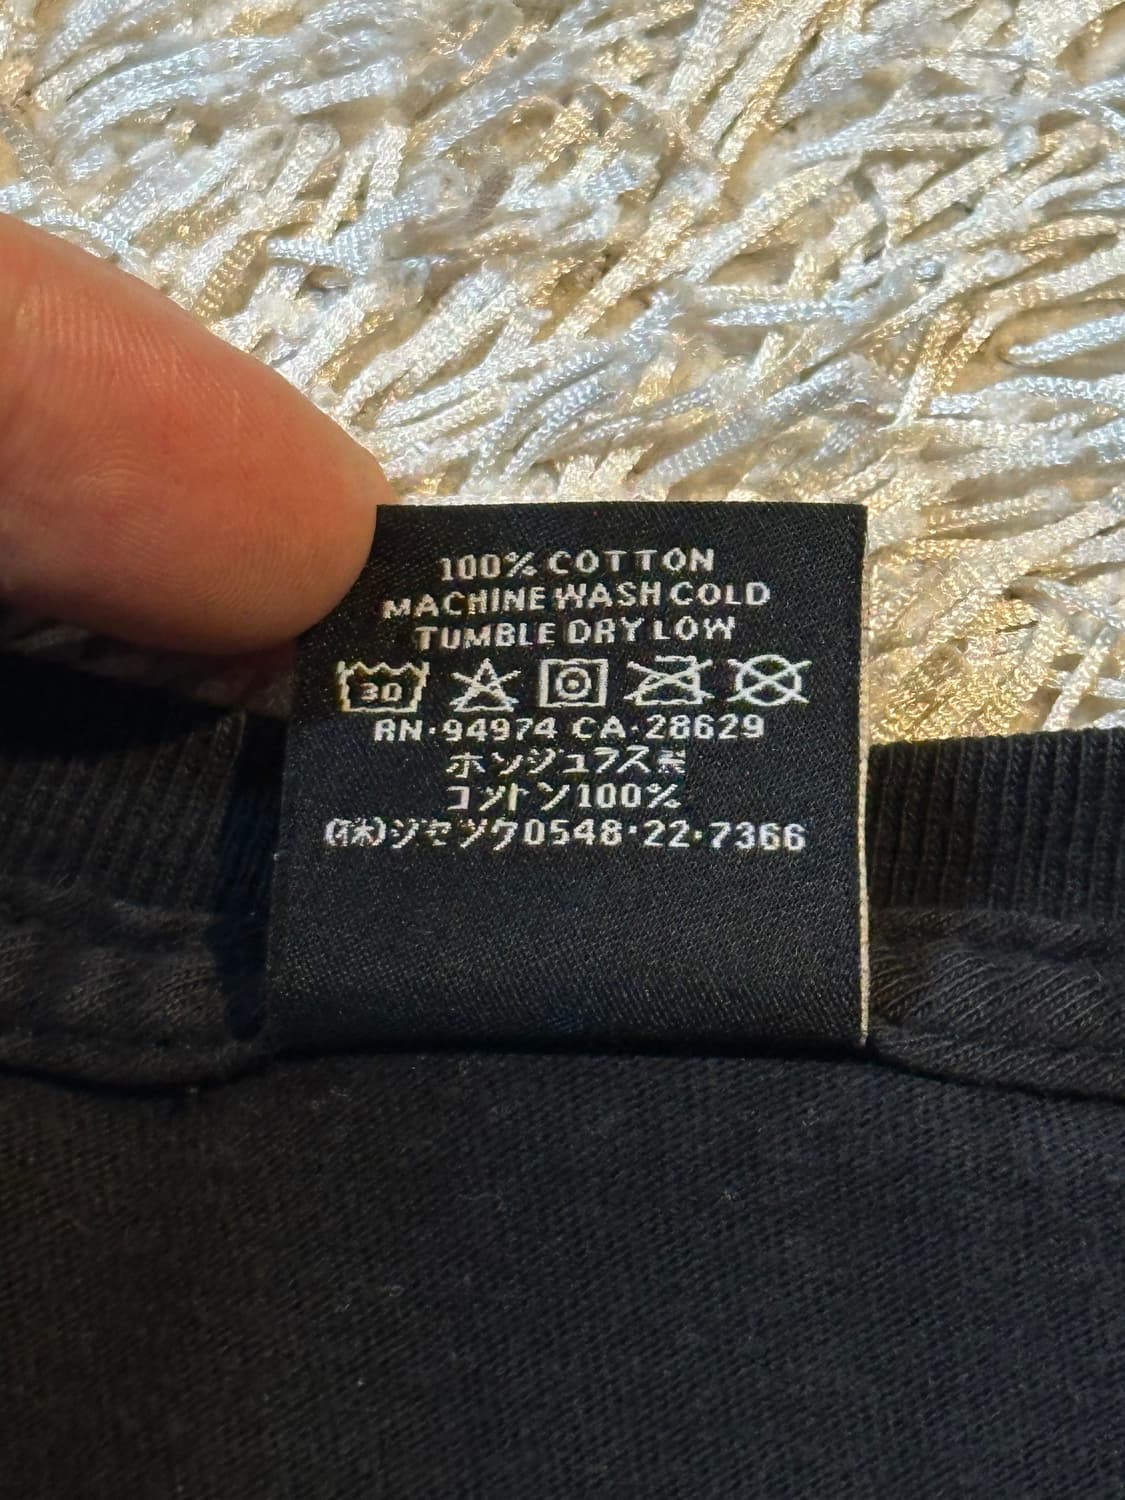 100% COTTON
MACHINE WASH COLD
TUMBLE DRY LOW
30
RN·94974 CA·28629
ホンジュラス製
コットン100%
(株)ジセツク0548·22·7366